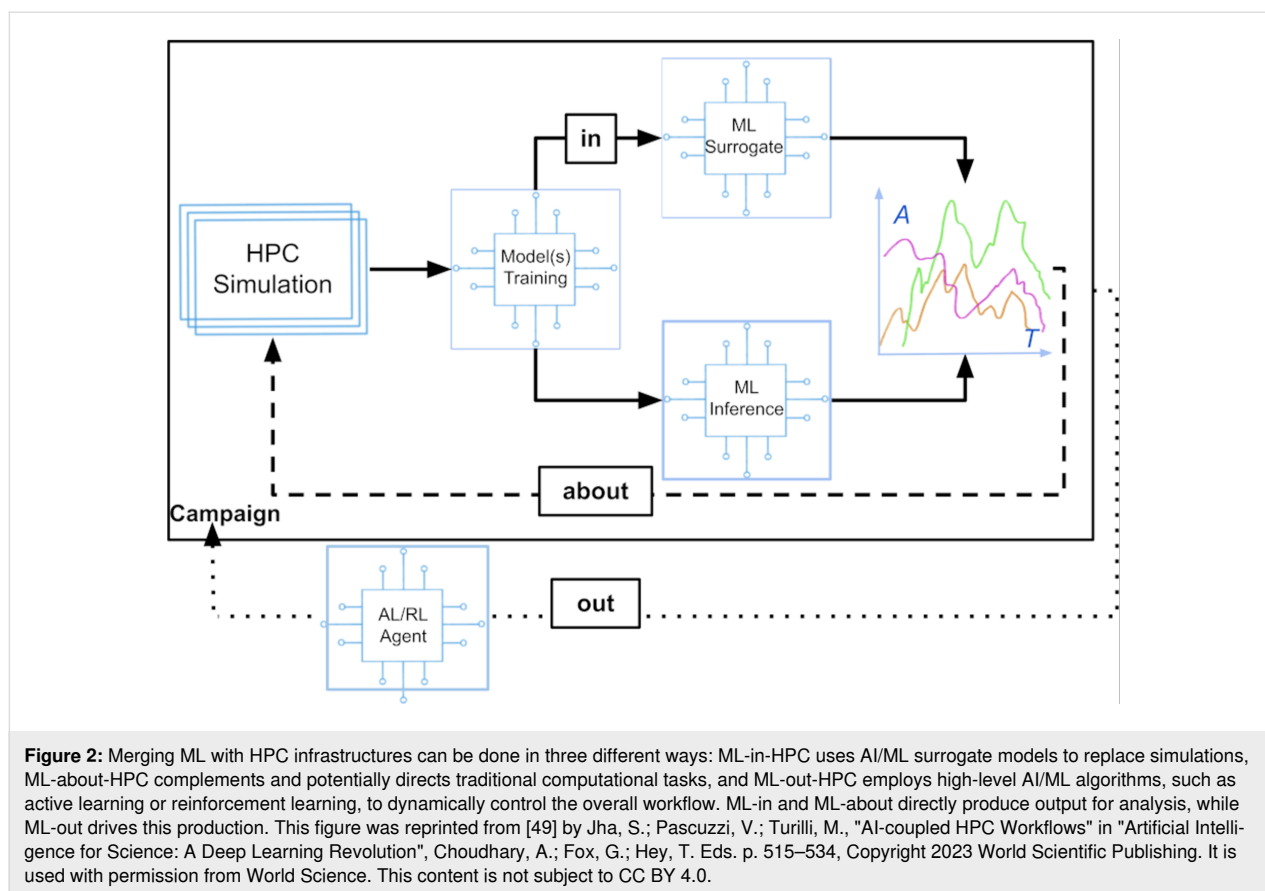 in
ML
Surrogate
HPC
Simulation
Model(s)
Training
A
T
ML
Inference
about
Campaign
AL/RL
Agent
out
Figure 2: Merging ML with HPC infrastructures can be done in three different ways: ML-in-HPC uses AI/ML surrogate models to replace simulations,
ML-about-HPC complements and potentially directs traditional computational tasks, and ML-out-HPC employs high-level AI/ML algorithms, such as
active learning or reinforcement learning, to dynamically control the overall workflow. ML-in and ML-about directly produce output for analysis, while
ML-out drives this production. This figure was reprinted from [49] by Jha, S.; Pascuzzi, V.; Turilli, M., "AI-coupled HPC Workflows" in "Artificial Intelli-
gence for Science: A Deep Learning Revolution", Choudhary, A.; Fox, G.; Hey, T. Eds. p. 515–534, Copyright 2023 World Scientific Publishing. It is
used with permission from World Science. This content is not subject to CC BY 4.0.